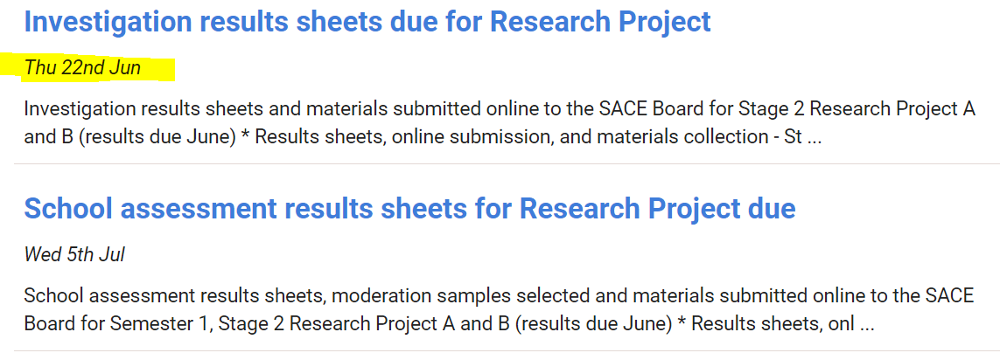 Investigation results sheets due for Research Project
Thu 22nd Jun
Investigation results sheets and materials submitted online to the SACE Board for Stage 2 Research Project A
and B (results due June) * Results sheets, online submission, and materials collection - St ...
School assessment results sheets for Research Project due
Wed 5th Jul
School assessment results sheets, moderation samples selected and materials submitted online to the SACE
Board for Semester 1, Stage 2 Research Project A and B (results due June) * Results sheets, onl ...